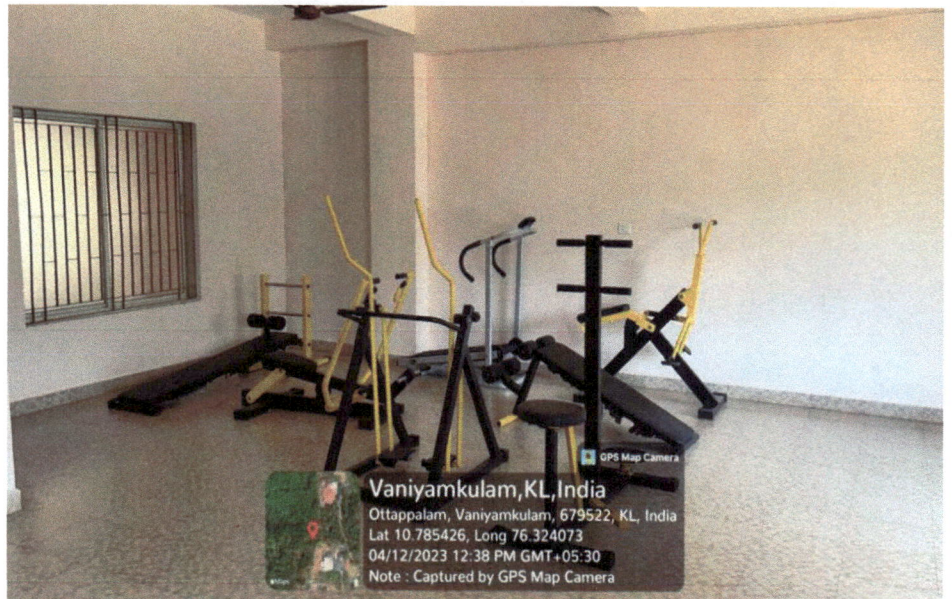 GPS Map Camera
Vaniyamkulam,KL,India
Ottappalam, Vaniyamkulam, 679522, KL, India
Lat 10.785426, Long 76.324073
04/12/2023 12:38 PM GMT+05:30
Note : Captured by GPS Map Camera